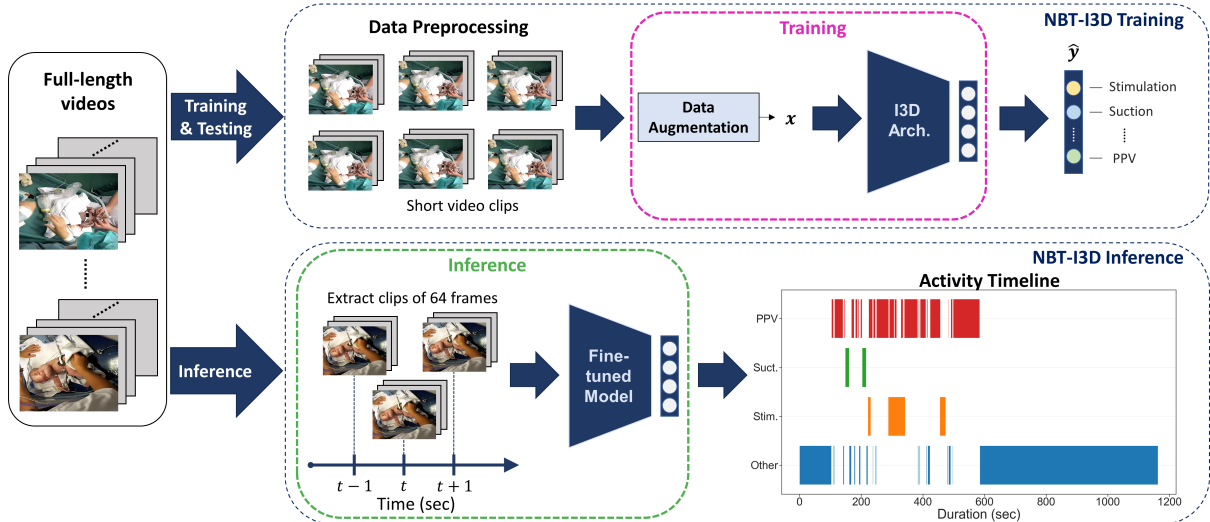 Full-length
videos
Training
& Testing
Inference
NBT-I3D Training
Data Preprocessing
Short video clips
Training
Data
Augmentation
x
I3D
Arch.
ŷ
Stimulation
Suction
PPV
NBT-I3D Inference
Inference
Extract clips of 64 frames
t − 1
t
t + 1
Time (sec)
Fine-
tuned
Model
Activity Timeline
PPV
Suct.
Stim.
Other
0 200 400 600 800 1000 1200
Duration (sec)